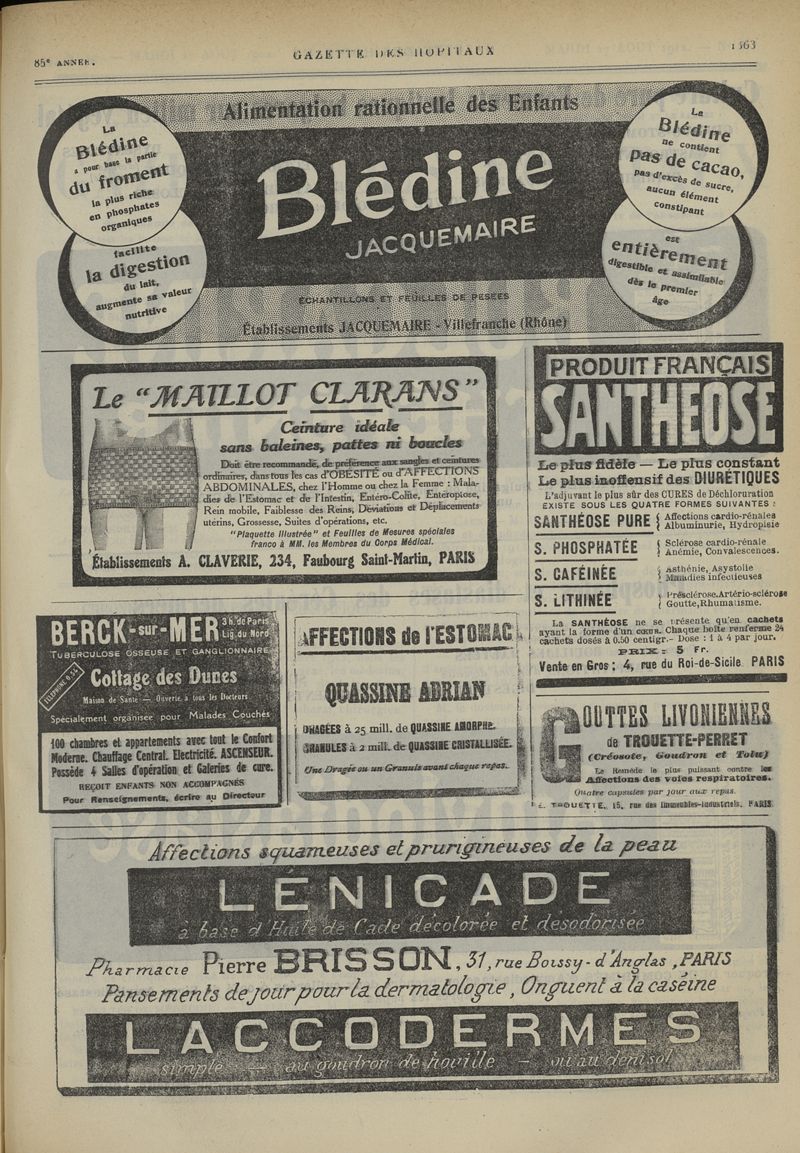 85e ANNÉE.
GAZETTE DES HOPITAUX
1363
Alimentation rationnelle des Enfants
La
Blédine
a pour base la partie
du froment
la plus riche
en phosphates
organiques
facilite
la digestion
du lait,
augmente sa valeur
nutritive
Blédine
JACQUEMAIRE
La
Blédine
ne contient
pas de cacao,
pas d'excès de sucre,
aucun élément
constipant
est
entièrement
digestible et assimilable
dès le premier
âge
ÉCHANTILLONS ET FEUILLES DE PESÉES
Établissements JACQUEMAIRE - Villefranche (Rhône)
Le "MAILLOT CLARANS"
Ceinture idéale
sans baleines, pattes ni boucles
Doit être recommandé, de préférence aux sangles et ceintures
ordinaires, dans tous les cas d'OBÉSITÉ ou d'AFFECTIONS
ABDOMINALES, chez l'Homme ou chez la Femme : Mala-
dies de l'Estomac et de l'Intestin, Entéro-Colite, Entéroptose,
Rein mobile, Faiblesse des Reins, Déviations et Déplacements
utérins, Grossesse, Suites d'opérations, etc.
"Plaquette Illustrée" et Feuilles de Mesures spéciales
franco à MM. les Membres du Corps Médical.
Établissements A. CLAVERIE, 234, Faubourg Saint-Martin, PARIS
PRODUIT FRANÇAIS
SANTHEOSE
Le plus fidèle — Le plus constant
Le plus inoffensif des DIURÉTIQUES
L'adjuvant le plus sûr des CURES de Déchloruration
EXISTE SOUS LES QUATRE FORMES SUIVANTES :
SANTHÉOSE PURE { Affections cardio-rénales
Albuminurie, Hydropisie
S. PHOSPHATÉE { Sclérose cardio-rénale
Anémie, Convalescences.
S. CAFÉINÉE { Asthénie, Asystolie
Maladies infectieuses
S. LITHINÉE { Présclérose. Artério-sclérose
Goutte, Rhumatisme.
La SANTHÉOSE ne se présente qu'en cachets
ayant la forme d'un cœur. Chaque boîte renferme 24
cachets dosés à 0.50 centigr. - Dose : 1 à 4 par jour.
PRIX : 5 Fr.
Vente en Gros : 4, rue du Roi-de-Sicile PARIS
BERCK-sur-MER 3 h. de Paris
Lig. du Nord
TUBERCULOSE OSSEUSE ET GANGLIONNAIRE
TÉLÉPHONE 0.34
Cottage des Dunes
Maison de Santé — Ouverte à tous les Docteurs
Spécialement organisée pour Malades Couchés
100 chambres et appartements avec tout le Confort
Moderne. Chauffage Central. Electricité. ASCENSEUR.
Possède 4 Salles d'opération et Galeries de cure.
REÇOIT ENFANTS NON ACCOMPAGNÉS
Pour Renseignements, écrire au Directeur
AFFECTIONS de l'ESTOMAC
QUASSINE ADRIAN
DRAGÉES à 25 mill. de QUASSINE AMORPHE.
GRANULES à 2 mill. de QUASSINE CRISTALLISÉE.
Une Dragée ou un Granule avant chaque repas.
GOUTTES LIVONIENNES
de TROUETTE-PERRET
(Créosote, Goudron et Tolu)
Le Remède le plus puissant contre les
Affections des voies respiratoires.
Quatre capsules par jour aux repas.
E. TROUETTE, 15, rue des Immeubles-Industriels, PARIS
Affections squameuses et prurigineuses de la peau
LÉNICADE
à base d'Huile de Cade décolorée et désodorisée
Pharmacie Pierre BRISSON, 31, rue Boissy-d'Anglas, PARIS
Pansements de jour pour la dermatologie, Onguent à la caséine
LACCODERMES
simple — au goudron de houille — ou au denisol